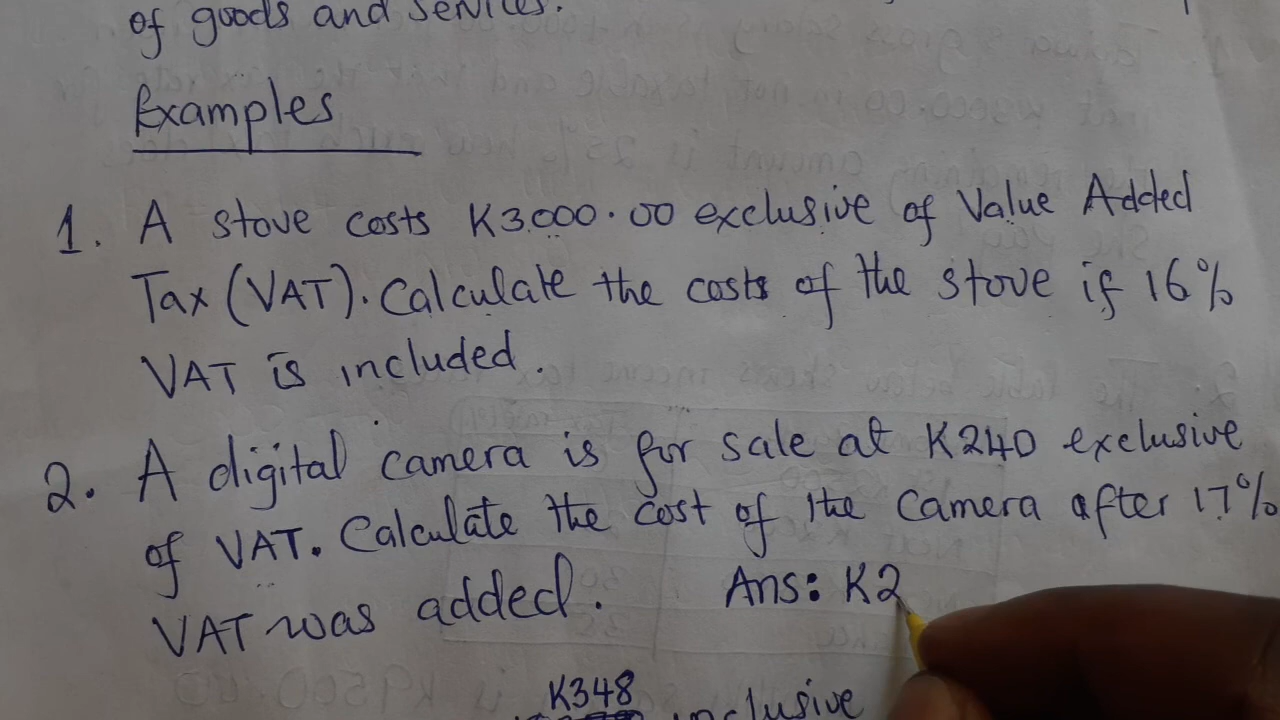 of goods and services.
Examples
1. A stove costs K3000.00 exclusive of Value Added
Tax (VAT). Calculate the costs of the stove if 16%
VAT is included.
2. A digital camera is for sale at K240 exclusive
of VAT. Calculate the cost of the camera after 17%
VAT was added. Ans: K2
K348
inclusive